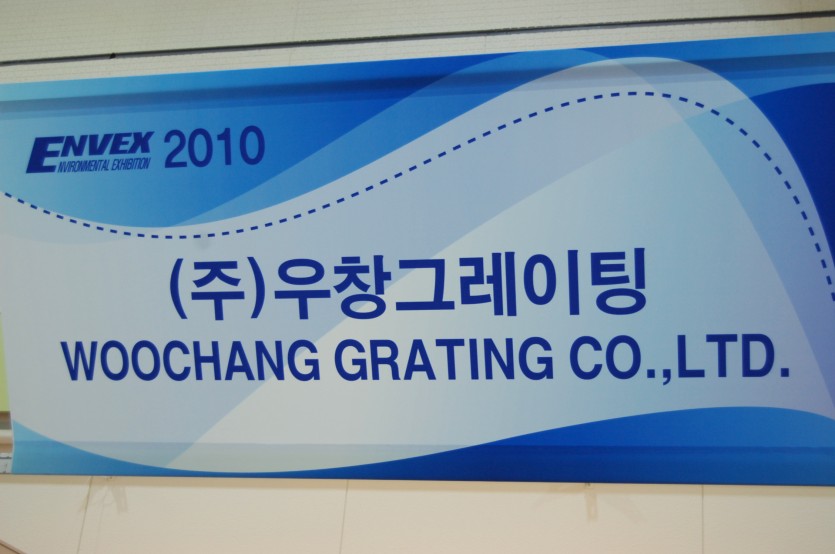 ENVEX 2010
ENVIRONMENTAL EXHIBITION
(주)우창그레이팅
WOOCHANG GRATING CO.,LTD.